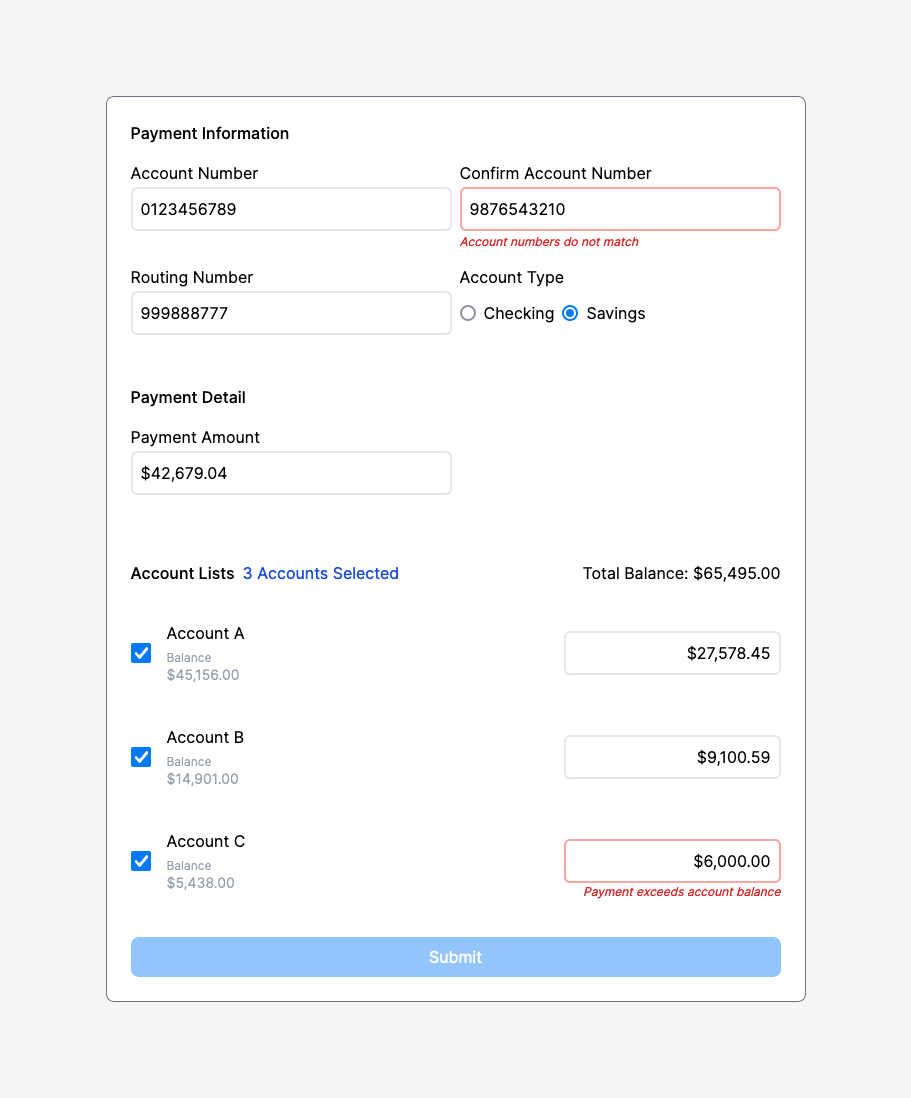 Payment Information
Account Number
Confirm Account Number
0123456789
9876543210
Account numbers do not match
Routing Number
Account Type
999888777
Checking
Savings
Payment Detail
Payment Amount
$42,679.04
Account Lists 3 Accounts Selected
Total Balance: $65,495.00
Account A
Balance
$45,156.00
$27,578.45
Account B
Balance
$14,901.00
$9,100.59
Account C
Balance
$5,438.00
$6,000.00
Payment exceeds account balance
Submit